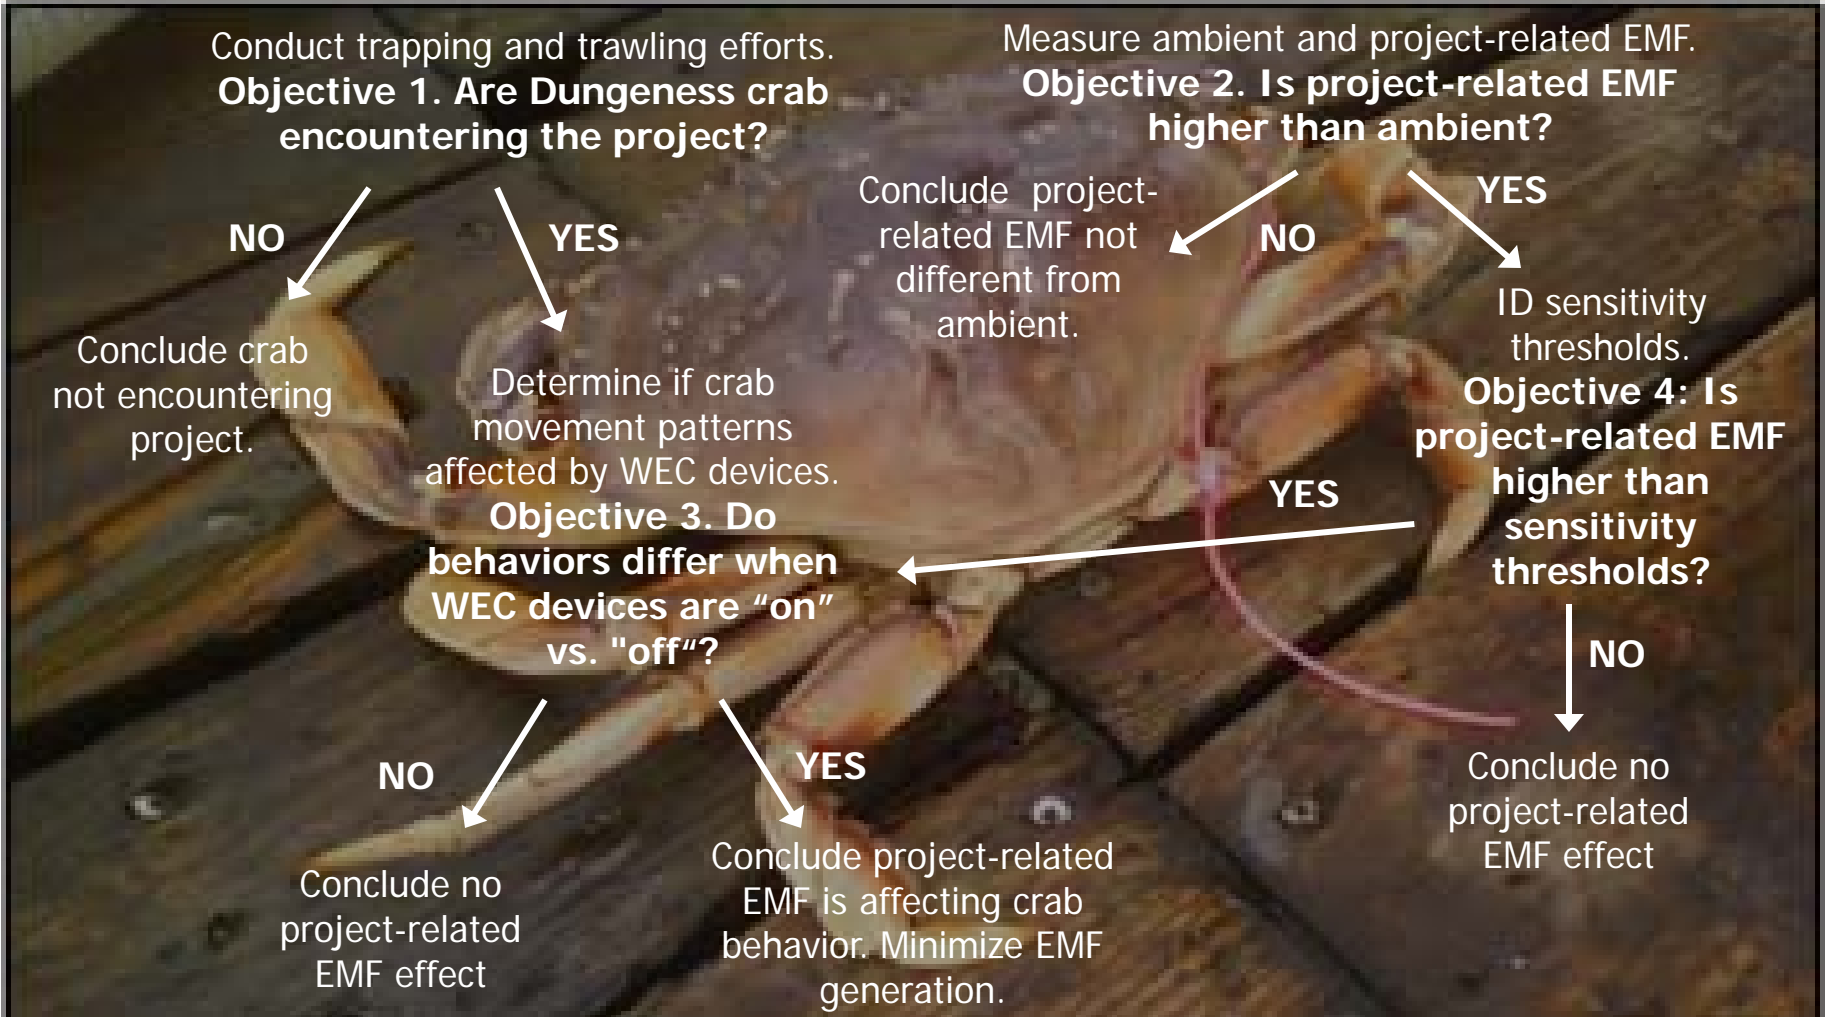 Conduct trapping and trawling efforts.
Objective 1. Are Dungeness crab
encountering the project?
NO
YES
Conclude crab
not encountering
project.
Determine if crab
movement patterns
affected by WEC devices.
Objective 3. Do
behaviors differ when
WEC devices are “on”
vs. "off“?
NO
YES
Conclude no
project-related
EMF effect
Conclude project-related
EMF is affecting crab
behavior. Minimize EMF
generation.
Measure ambient and project-related EMF.
Objective 2. Is project-related EMF
higher than ambient?
NO
YES
Conclude project-
related EMF not
different from
ambient.
ID sensitivity
thresholds.
Objective 4: Is
project-related EMF
higher than
sensitivity
thresholds?
YES
NO
Conclude no
project-related
EMF effect